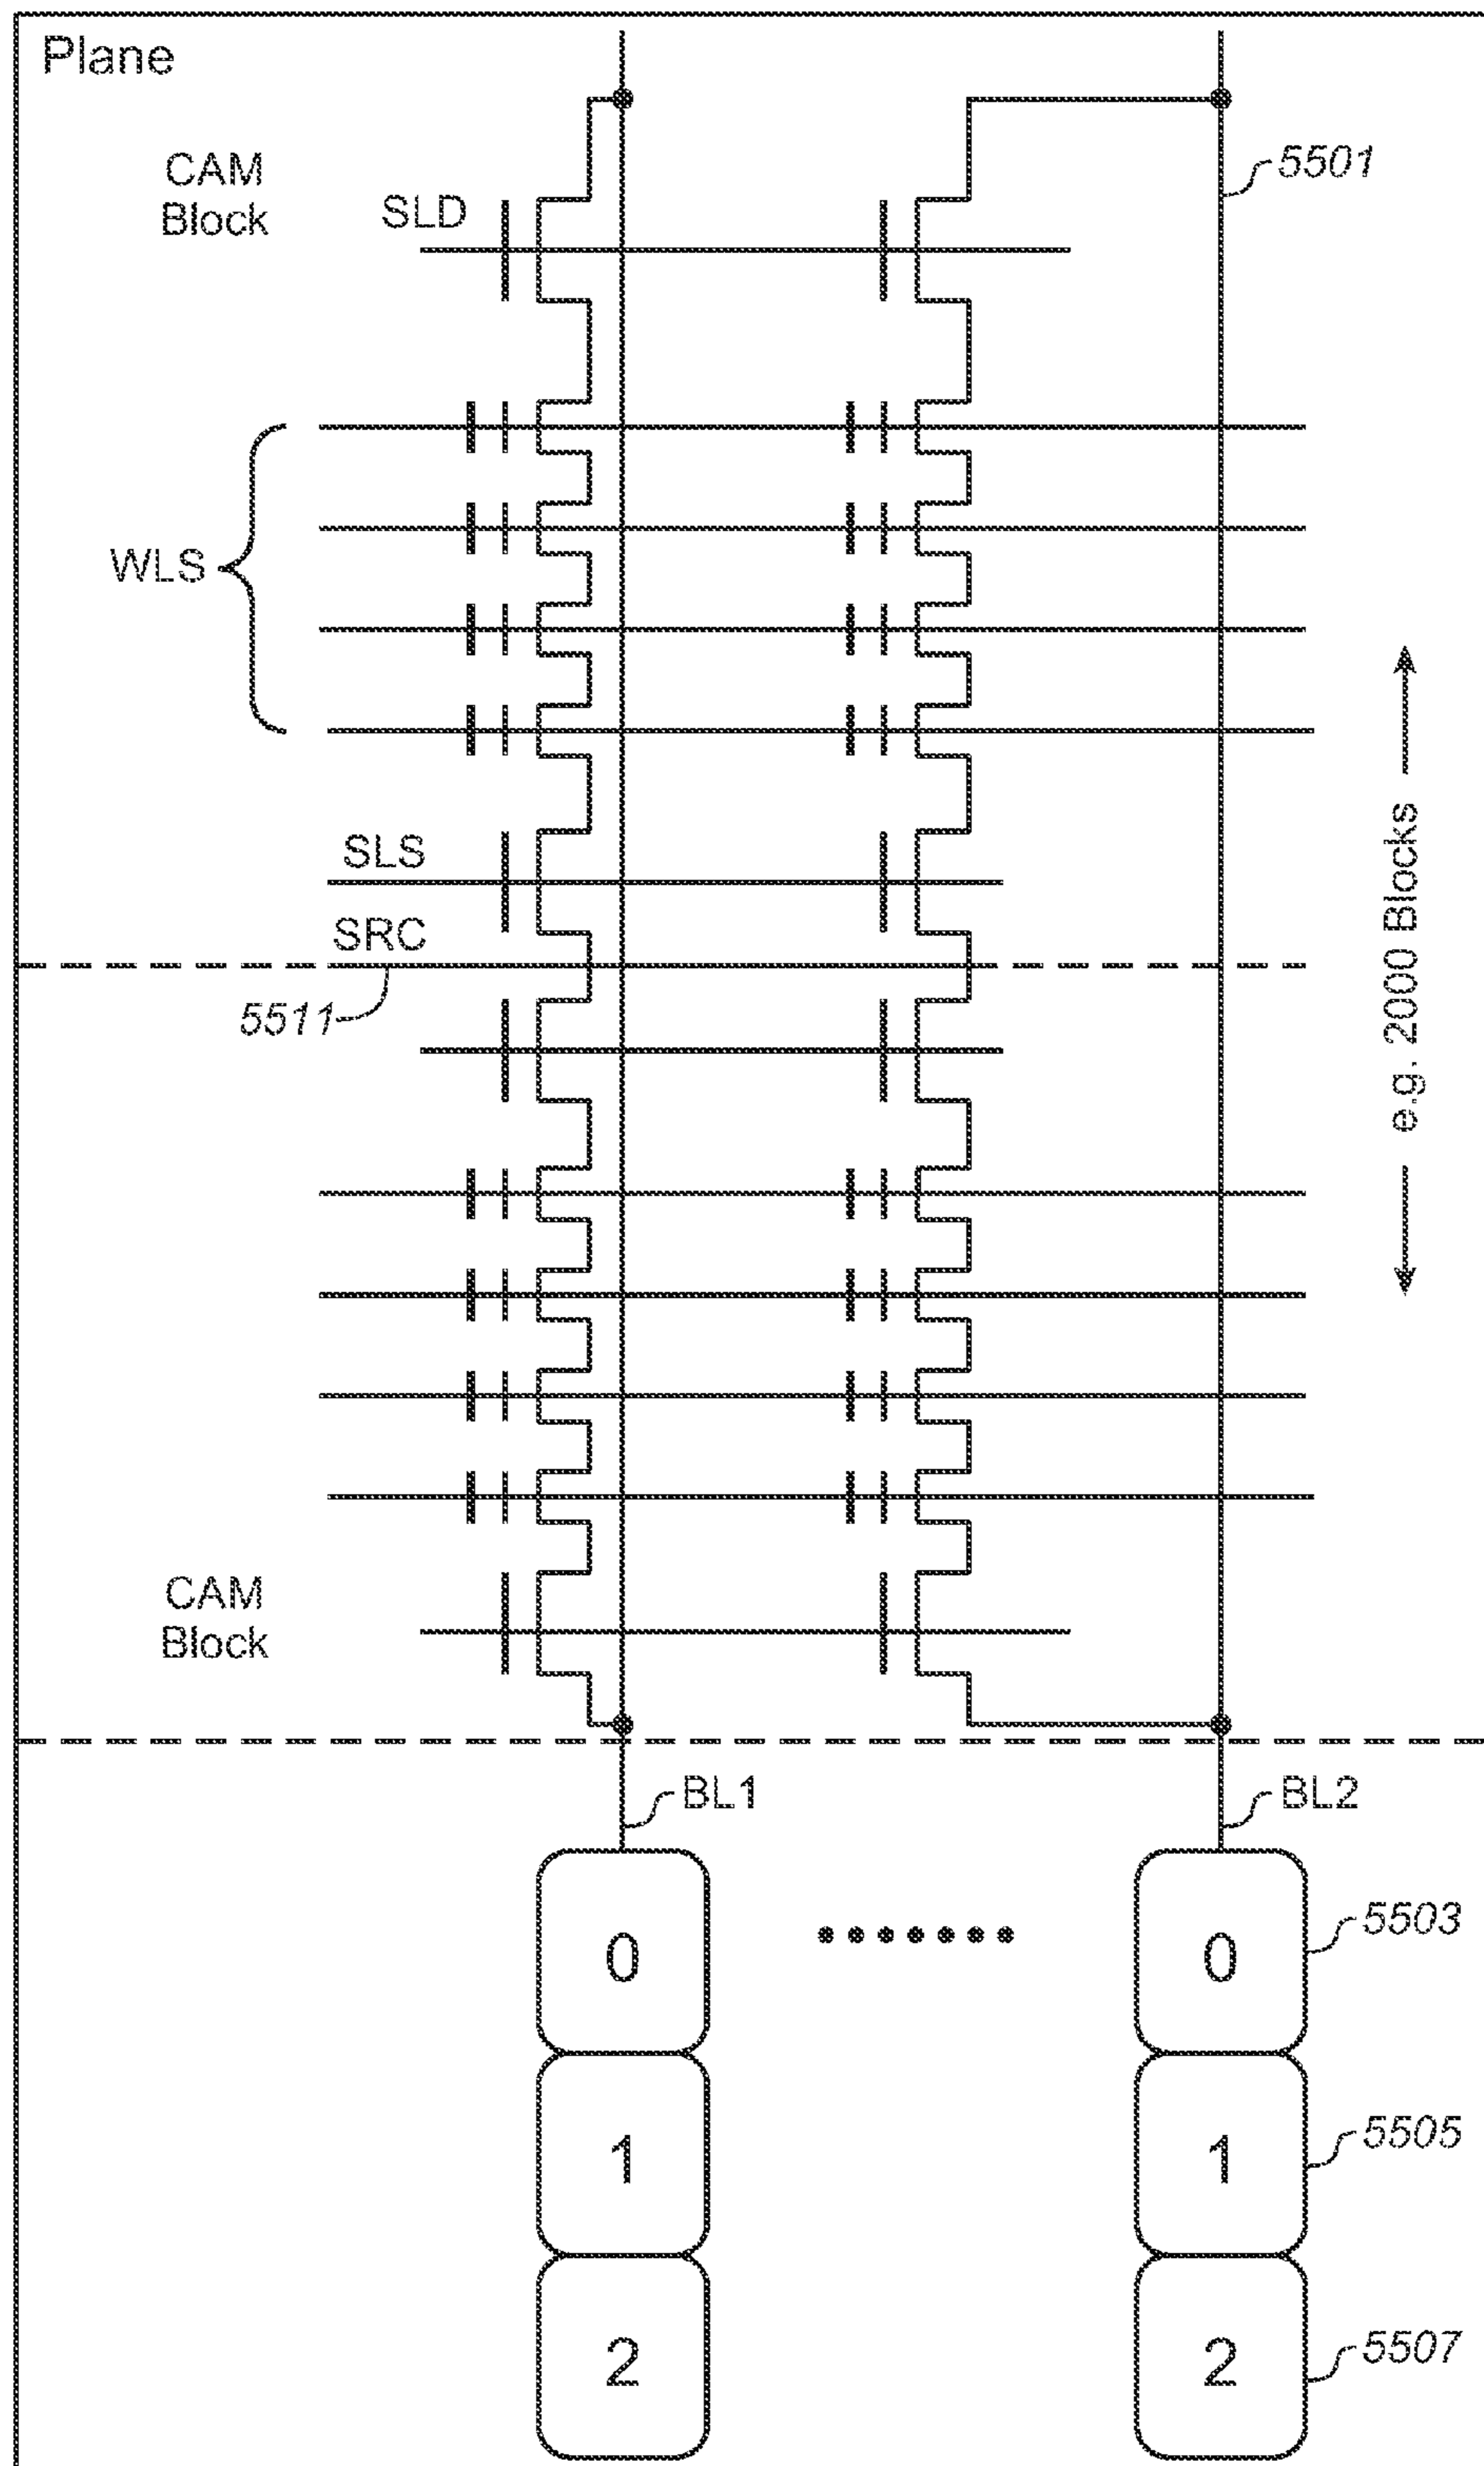 Plane
CAM
Block
SLD
5501
WLS
SLS
SRC
5511
e.g. 2000 Blocks
CAM
Block
BL1
BL2
0
0
5503
1
1
5505
2
2
5507